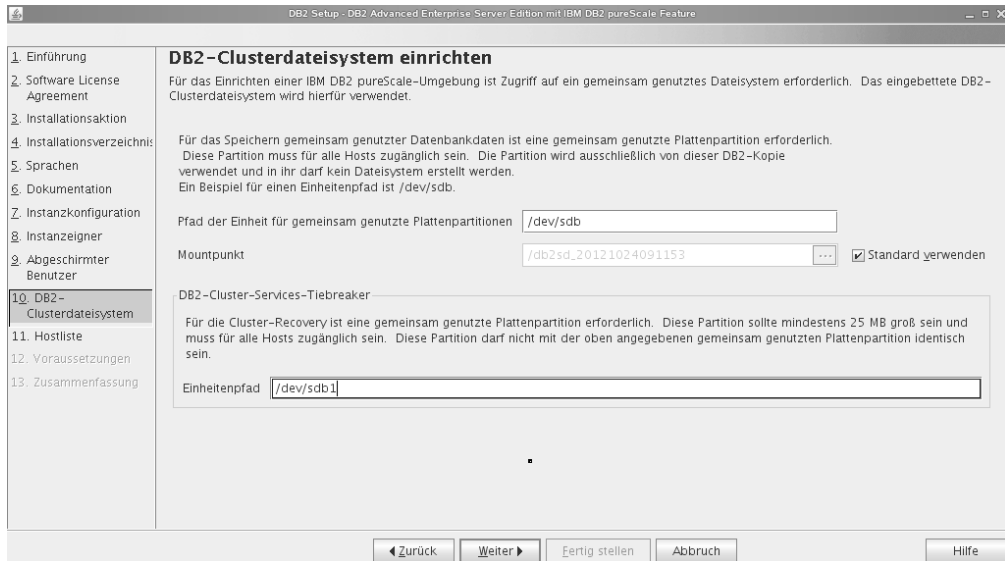 DB2 Setup - DB2 Advanced Enterprise Server Edition mit IBM DB2 pureScale Feature
1. Einführung
2. Software License
Agreement
3. Installationsaktion
4. Installationsverzeichnis
5. Sprachen
6. Dokumentation
7. Instanzkonfiguration
8. Instanzeigner
9. Abgeschirmter
Benutzer
10. DB2-
Clusterdateisystem
11. Hostliste
12. Voraussetzungen
13. Zusammenfassung
DB2-Clusterdateisystem einrichten
Für das Einrichten einer IBM DB2 pureScale-Umgebung ist Zugriff auf ein gemeinsam genutztes Dateisystem erforderlich. Das eingebettete DB2-
Clusterdateisystem wird hierfür verwendet.
Für das Speichern gemeinsam genutzter Datenbankdaten ist eine gemeinsam genutzte Plattenpartition erforderlich.
Diese Partition muss für alle Hosts zugänglich sein. Die Partition wird ausschließlich von dieser DB2-Kopie
verwendet und in ihr darf kein Dateisystem erstellt werden.
Ein Beispiel für einen Einheitenpfad ist /dev/sdb.
Pfad der Einheit für gemeinsam genutzte Plattenpartitionen /dev/sdb
Mountpunkt /db2sd_20121024091153 ... Standard verwenden
DB2-Cluster-Services-Tiebreaker
Für die Cluster-Recovery ist eine gemeinsam genutzte Plattenpartition erforderlich. Diese Partition sollte mindestens 25 MB groß sein und
muss für alle Hosts zugänglich sein. Diese Partition darf nicht mit der oben angegebenen gemeinsam genutzten Plattenpartition identisch
sein.
Einheitenpfad /dev/sdb1
Zurück Weiter Fertig stellen Abbruch Hilfe